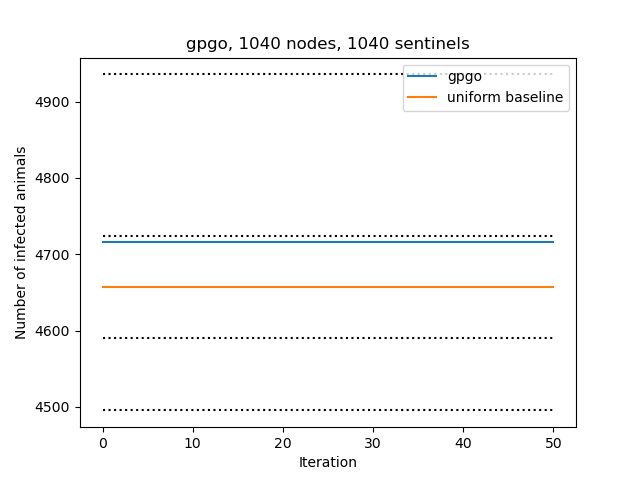 gpgo, 1040 nodes, 1040 sentinels
gpgo
uniform baseline
Number of infected animals
4900
4800
4700
4600
4500
0 10 20 30 40 50
Iteration